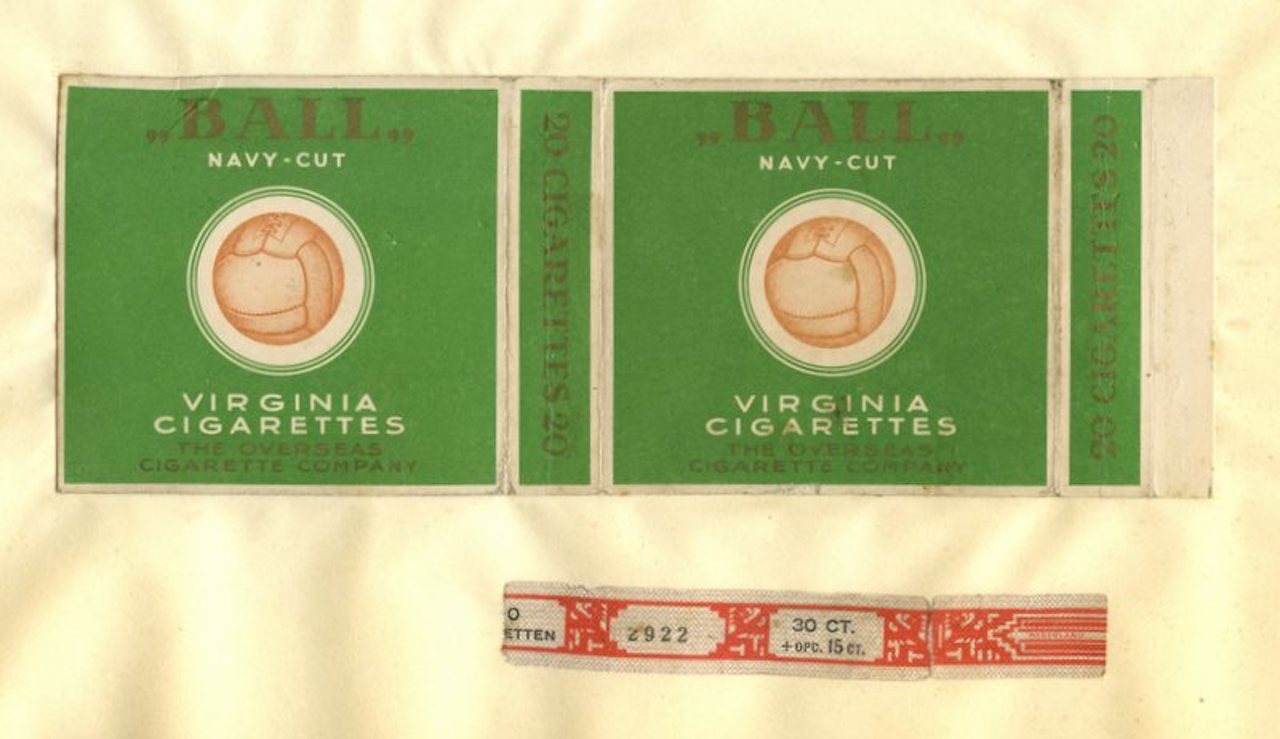 „BALL„
NAVY-CUT
VIRGINIA
CIGARETTES
THE OVERSEAS
CIGARETTE COMPANY
20 CIGARETTES 20
„BALL„
NAVY-CUT
VIRGINIA
CIGARETTES
THE OVERSEAS
CIGARETTE COMPANY
20 CIGARETTES 20
0
ETTEN
2922
30 CT.
+OPC. 15 CT.